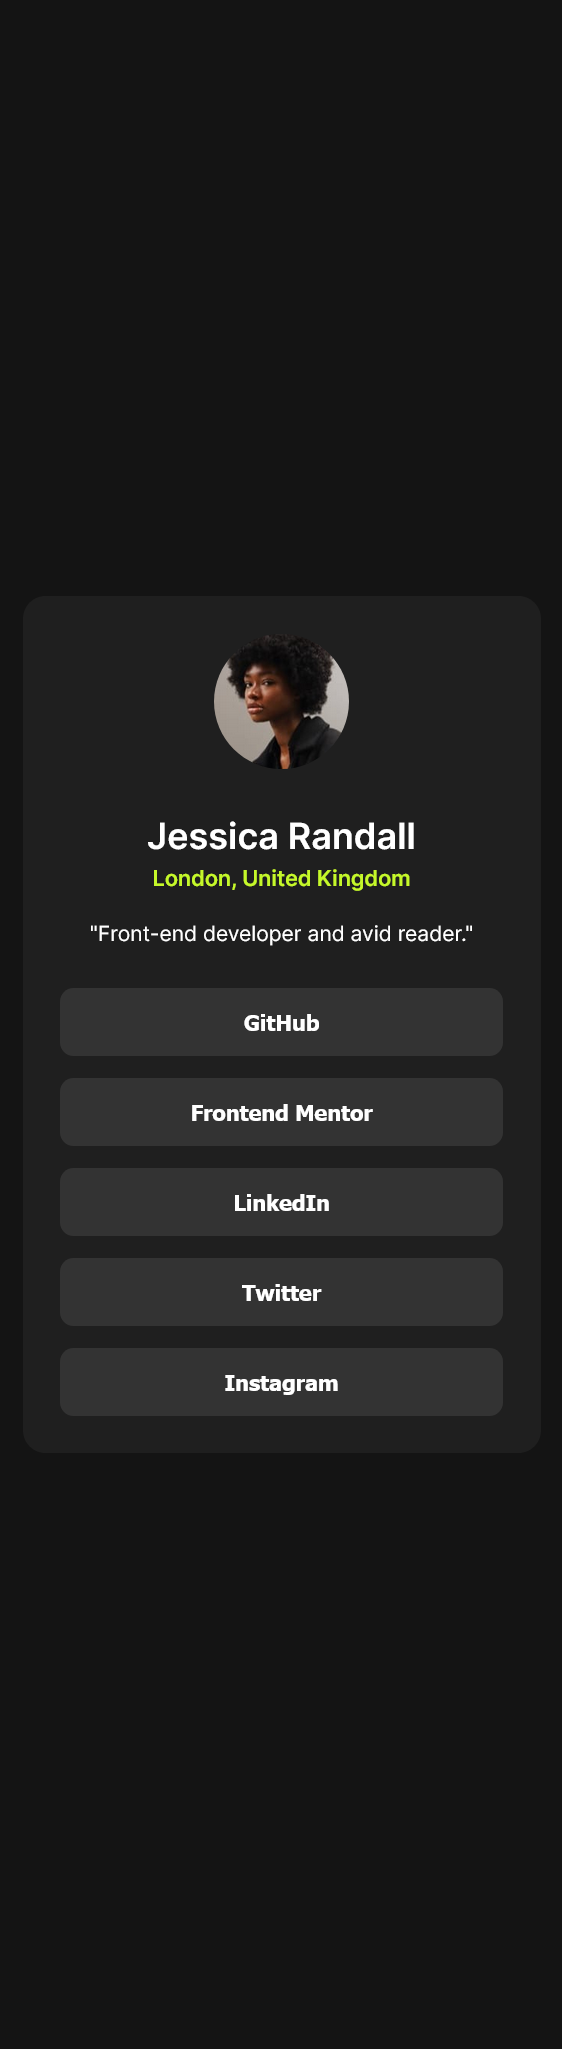 Jessica Randall
London, United Kingdom
"Front-end developer and avid reader."
GitHub
Frontend Mentor
LinkedIn
Twitter
Instagram